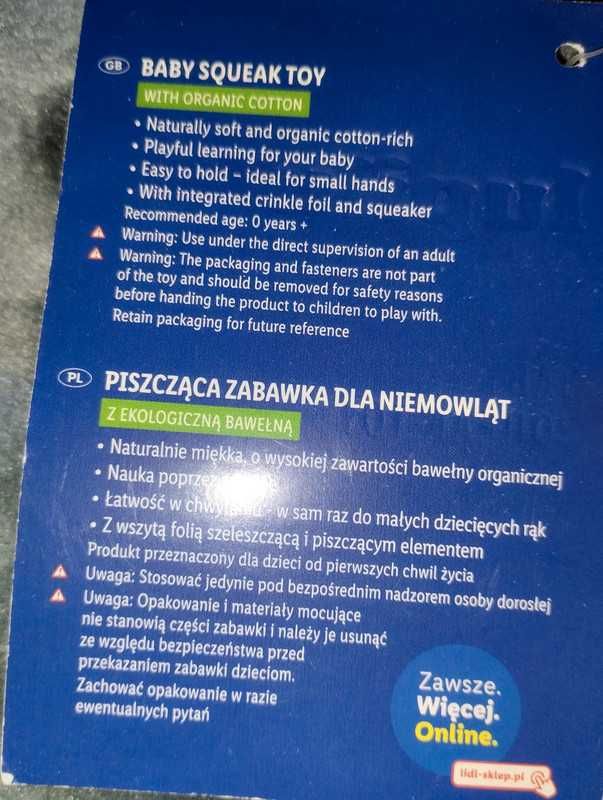 GB BABY SQUEAK TOY
WITH ORGANIC COTTON
• Naturally soft and organic cotton-rich
• Playful learning for your baby
• Easy to hold – ideal for small hands
• With integrated crinkle foil and squeaker
Recommended age: 0 years +
Warning: Use under the direct supervision of an adult
Warning: The packaging and fasteners are not part
of the toy and should be removed for safety reasons
before handing the product to children to play with.
Retain packaging for future reference
PL PISZCZĄCA ZABAWKA DLA NIEMOWLĄT
Z EKOLOGICZNĄ BAWEŁNĄ
• Naturalnie miękka, o wysokiej zawartości bawełny organicznej
• Nauka
• Łatwość w - w sam raz do małych dziecięcych rąk
• Z wszytą folią szeleszczącą i piszczącym elementem
Produkt przeznaczony dla dzieci od pierwszych chwil życia
Uwaga: Stosować jedynie pod bezpośrednim nadzorem osoby dorosłej
Uwaga: Opakowanie i materiały mocujące
nie stanowią części zabawki i należy je usunąć
ze względu bezpieczeństwa przed
przekazaniem zabawki dzieciom.
Zachować opakowanie w razie
ewentualnych pytań
Zawsze.
Więcej.
Online.
lidl-sklep.pl